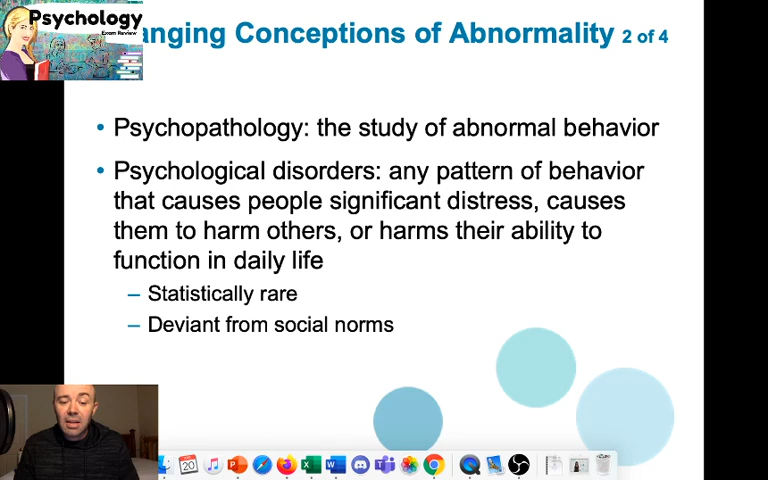 Psychology
Exam Review
anging Conceptions of Abnormality 2 of 4
• Psychopathology: the study of abnormal behavior
• Psychological disorders: any pattern of behavior
that causes people significant distress, causes
them to harm others, or harms their ability to
function in daily life
– Statistically rare
– Deviant from social norms
20